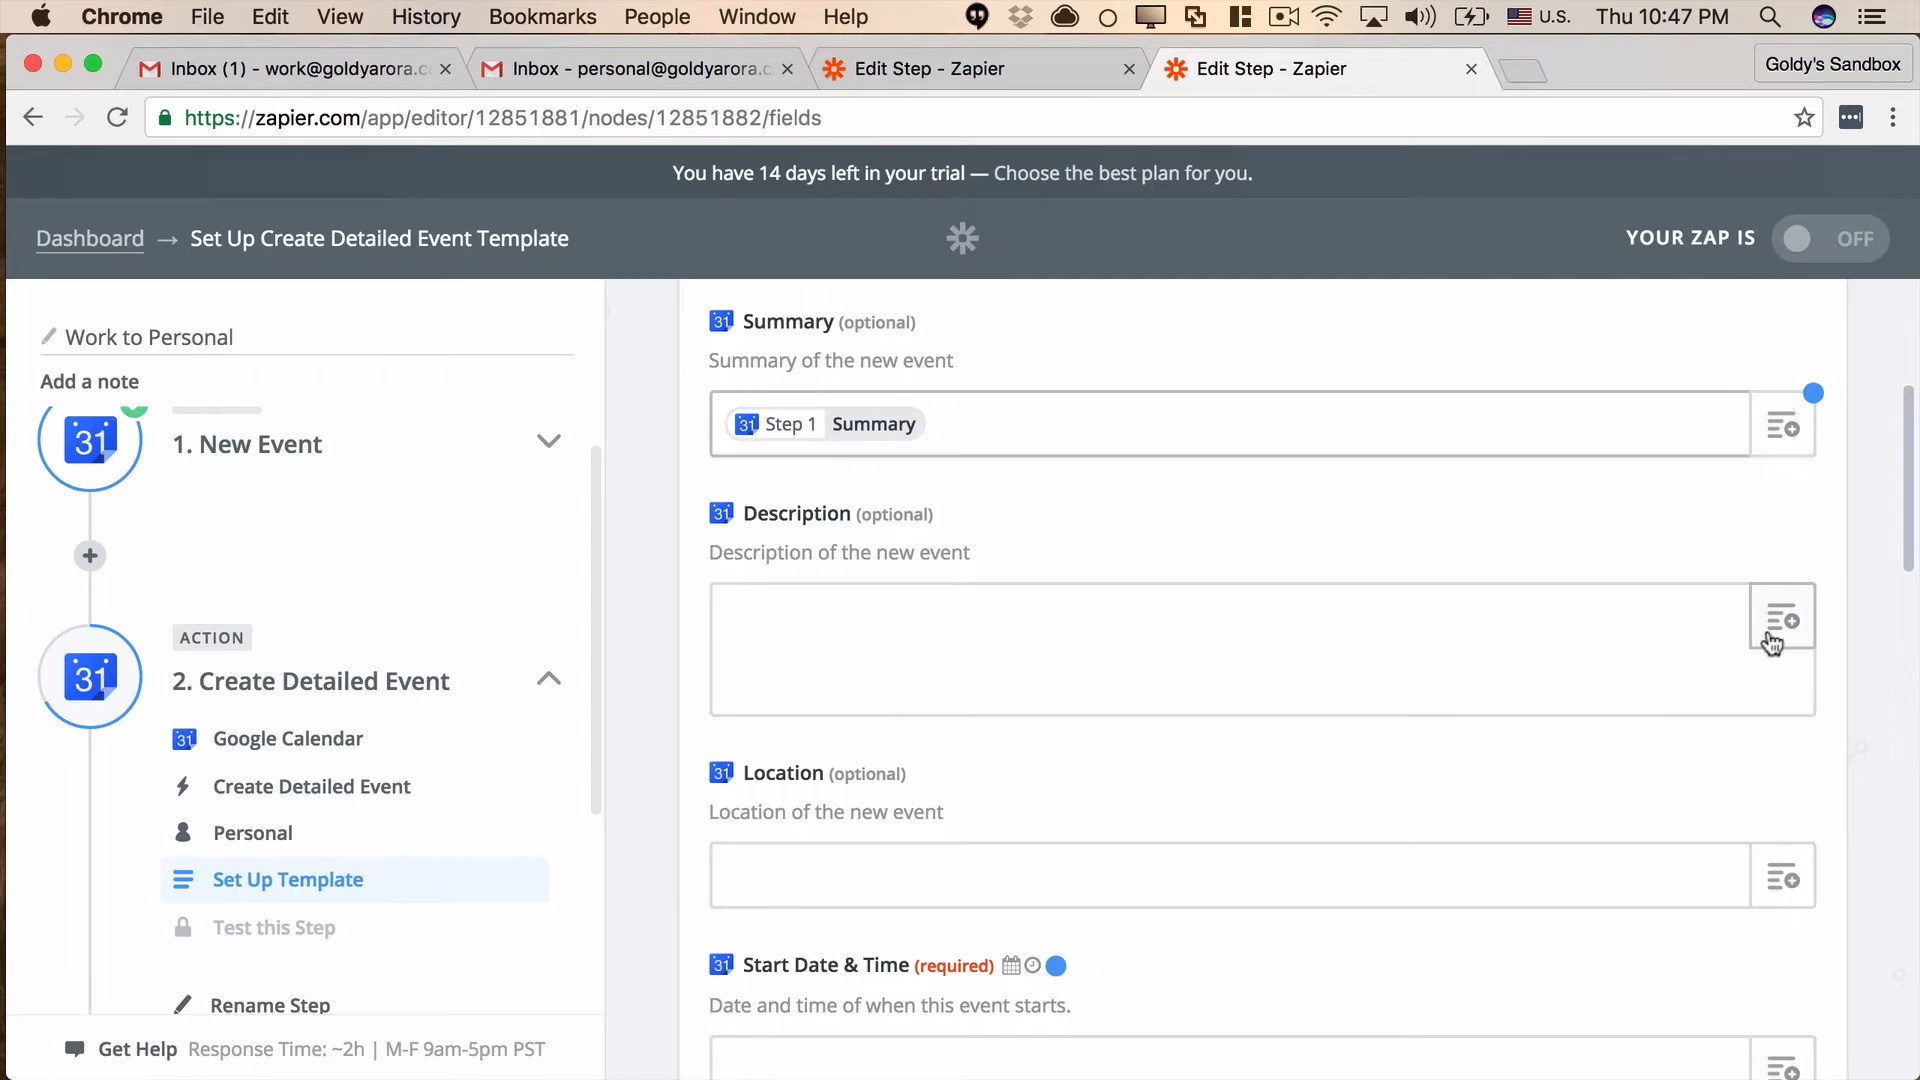 Chrome File Edit View History Bookmarks People Window Help U.S. Thu 10:47 PM
Inbox (1) - work@goldyarora.c Inbox - personal@goldyarora.c Edit Step - Zapier Edit Step - Zapier Goldy's Sandbox
https://zapier.com/app/editor/12851881/nodes/12851882/fields
You have 14 days left in your trial — Choose the best plan for you.
Dashboard → Set Up Create Detailed Event Template YOUR ZAP IS OFF
Work to Personal
Add a note
31 1. New Event
ACTION
31 2. Create Detailed Event
31 Google Calendar
Create Detailed Event
Personal
Set Up Template
Test this Step
Rename Step
Get Help Response Time: ~2h | M-F 9am-5pm PST
31 Summary (optional)
Summary of the new event
31 Step 1 Summary
31 Description (optional)
Description of the new event
31 Location (optional)
Location of the new event
31 Start Date & Time (required)
Date and time of when this event starts.